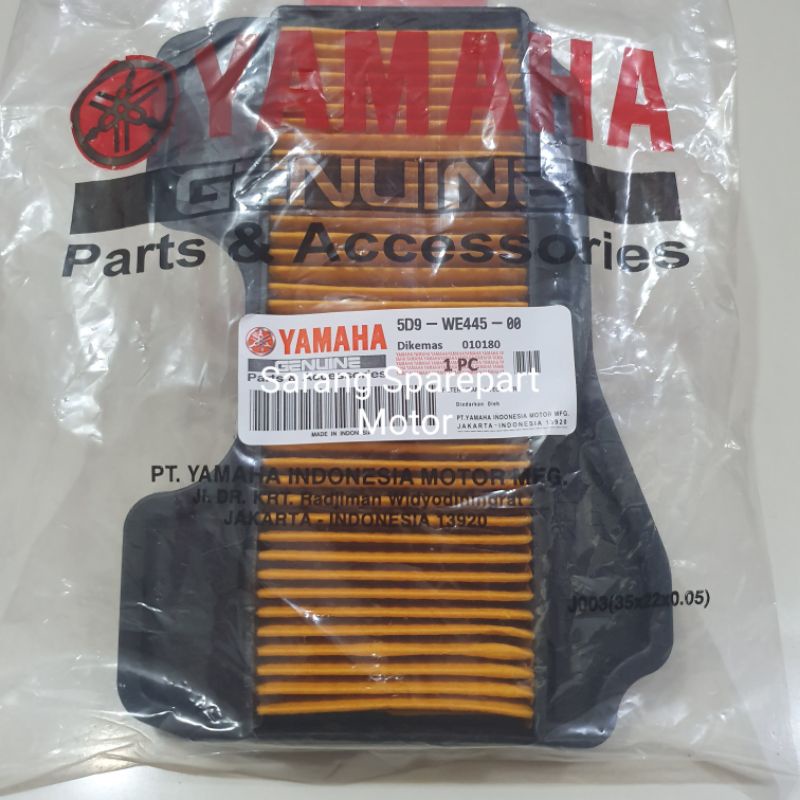 YAMAHA
GENUINE
Parts & Accessories
YAMAHA
GENUINE
Parts & Accessories
5D9-WE445-00
Dikemas 010180
1 PC
Diedarkan Oleh
PT.YAMAHA INDONESIA MOTOR MFG.
JAKARTA-INDONESIA 13920
MADE IN INDONESIA
Sarang Sparepart
Motor
PT. YAMAHA INDONESIA MOTOR MFG.
Jl. DR. KRT. Radjiman Widyodiningrat
JAKARTA - INDONESIA 13920
J003(35x22x0.05)